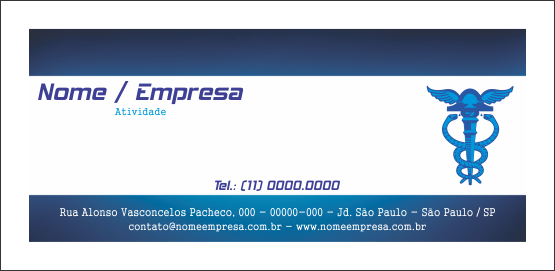 Nome / Empresa
Atividade
Tel.: (11) 0000.0000
Rua Alonso Vasconcelos Pacheco, 000 - 00000-000 - Jd. São Paulo - São Paulo / SP
contato@nomeempresa.com.br - www.nomeempresa.com.br